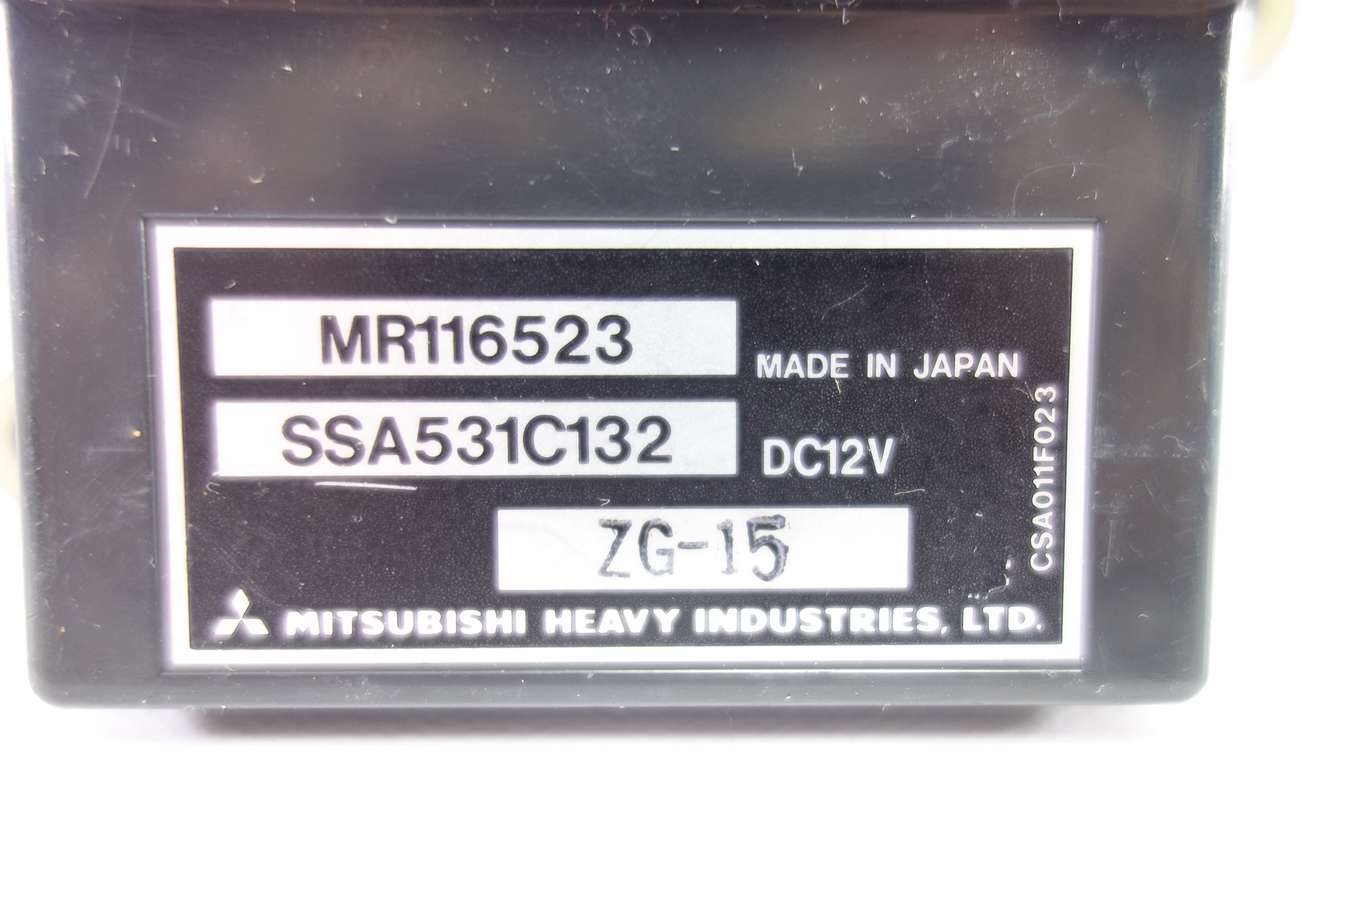 MR116523
MADE IN JAPAN
SSA531C132
DC12V
ZG-15
CSA011F023
MITSUBISHI HEAVY INDUSTRIES, LTD.